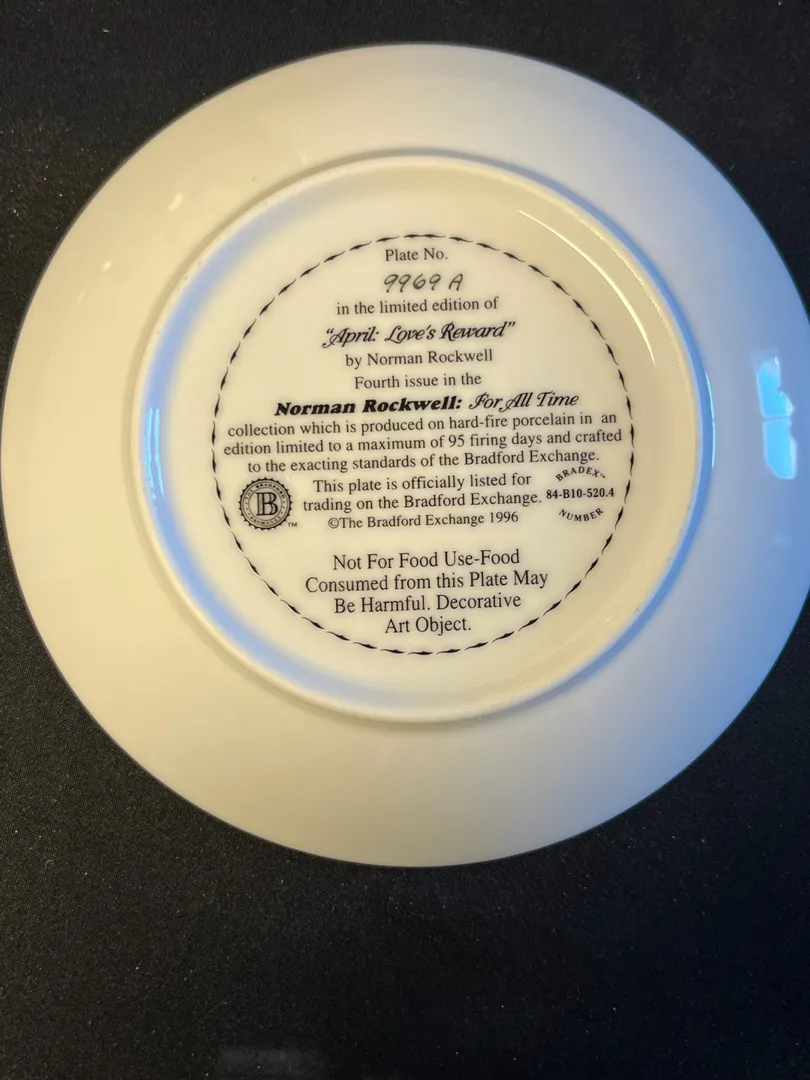 Plate No.
9969 A
in the limited edition of
"April: Love's Reward"
by Norman Rockwell
Fourth issue in the
Norman Rockwell: For All Time
collection which is produced on hard-fire porcelain in an
edition limited to a maximum of 95 firing days and crafted
to the exacting standards of the Bradford Exchange.
This plate is officially listed for
trading on the Bradford Exchange.
©The Bradford Exchange 1996
B
™
BRADEX™
84-B10-520.4
NUMBER
Not For Food Use-Food
Consumed from this Plate May
Be Harmful. Decorative
Art Object.